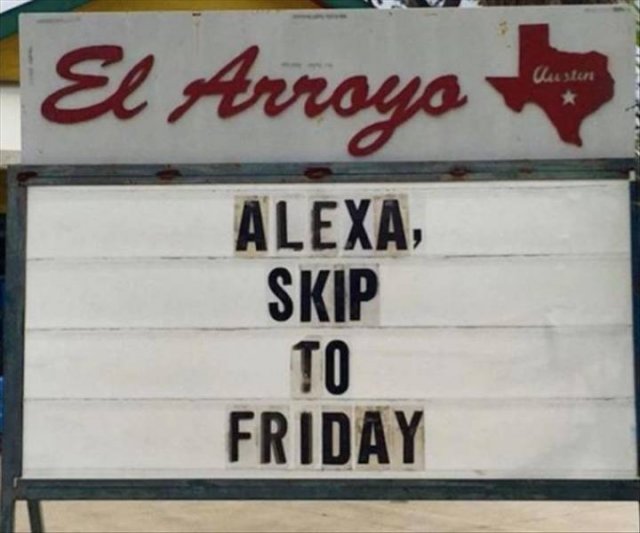 El Arroyo
Austin
ALEXA,
SKIP
TO
FRIDAY